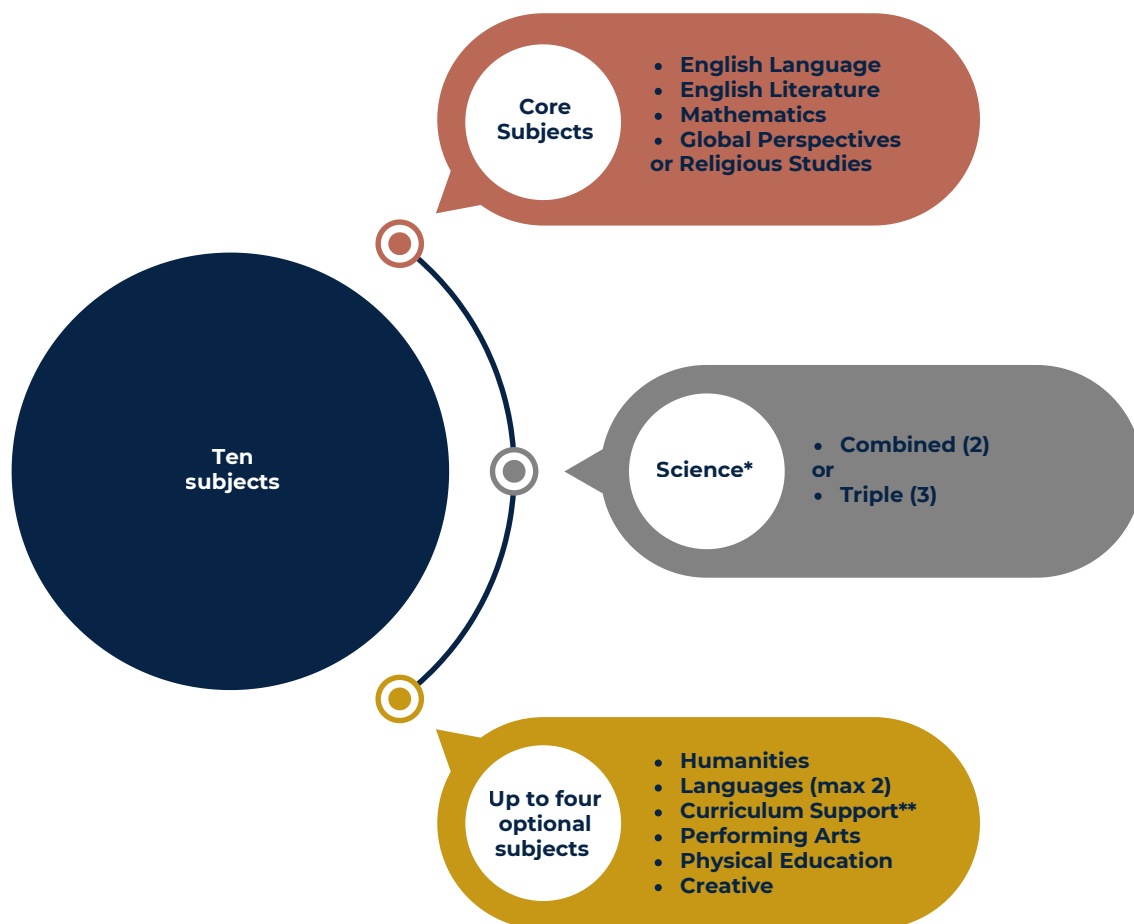 Core
Subjects
• English Language
• English Literature
• Mathematics
• Global Perspectives
or Religious Studies
Ten
subjects
Science*
• Combined (2)
or
• Triple (3)
Up to four
optional
subjects
• Humanities
• Languages (max 2)
• Curriculum Support**
• Performing Arts
• Physical Education
• Creative